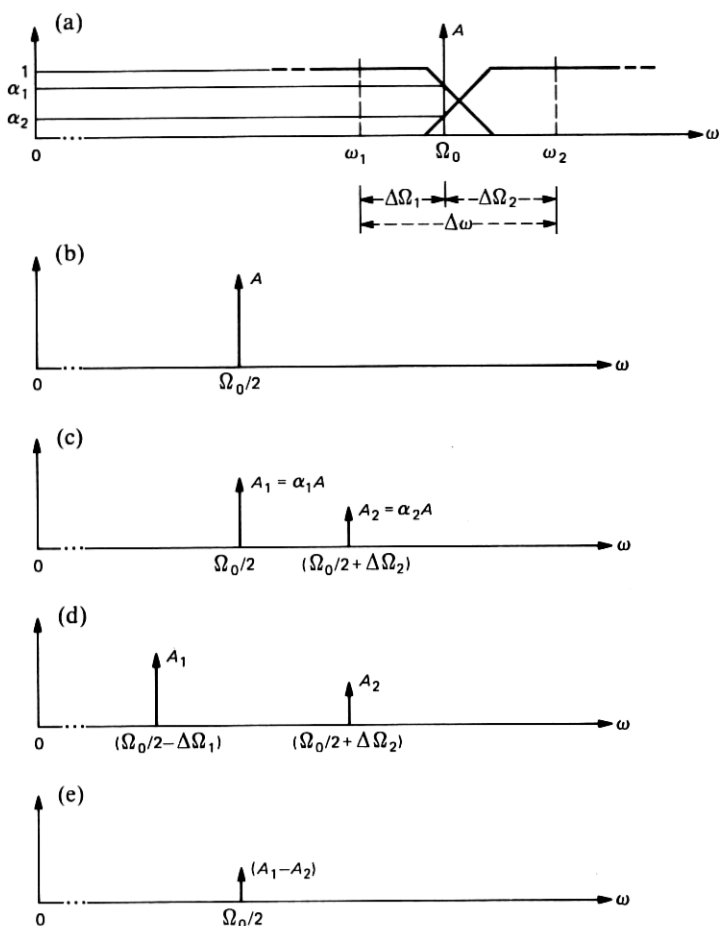 (a)
A
1
α₁
α₂
0
ω₁
Ω₀
ω₂
ω
ΔΩ₁
ΔΩ₂
Δω
(b)
A
0
Ω₀/2
ω
(c)
A₁ = α₁A
A₂ = α₂A
0
Ω₀/2
(Ω₀/2 + ΔΩ₂)
ω
(d)
A₁
A₂
0
(Ω₀/2 − ΔΩ₁)
(Ω₀/2 + ΔΩ₂)
ω
(e)
(A₁−A₂)
0
Ω₀/2
ω